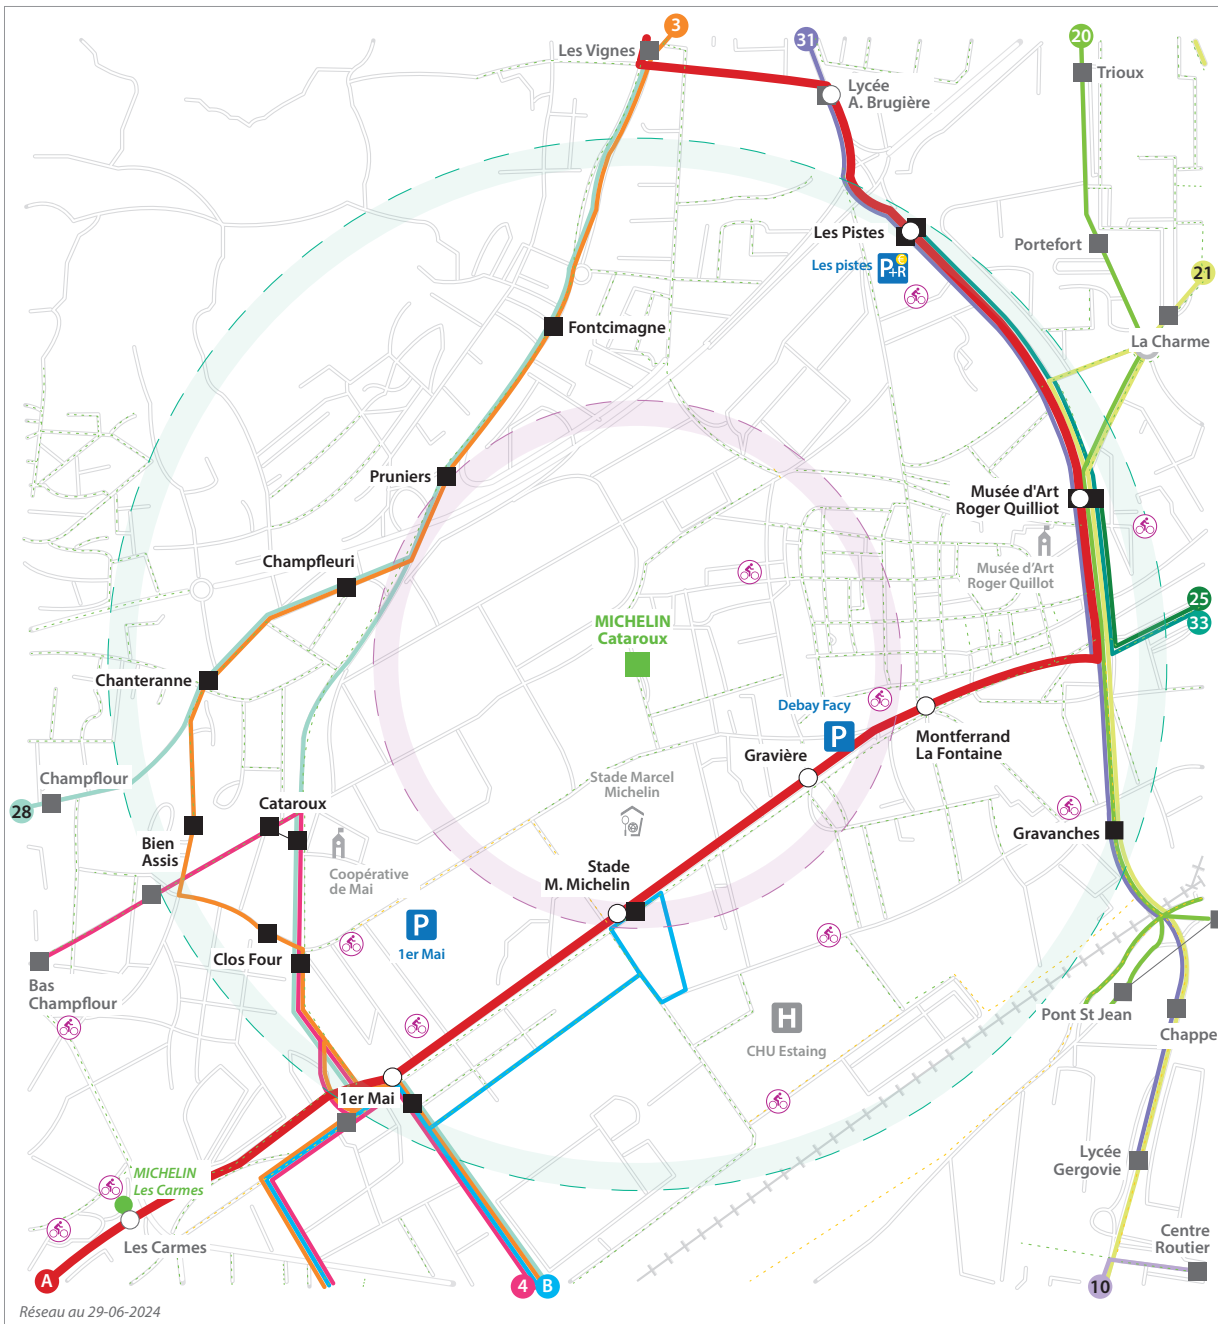 3
31
20
Les Vignes
Trioux
Lycée
A. Brugière
Les Pistes
Portefort
Les pistes
P+R
€
21
La Charme
Fontcimagne
Pruniers
Musée d'Art
Roger Quilliot
Champfleuri
Musée d'Art
Roger Quillot
25
33
MICHELIN
Cataroux
Chanteranne
Debay Facy
P
Montferrand
La Fontaine
Gravière
Champflour
28
Stade Marcel
Michelin
Cataroux
Gravanches
Bien
Assis
Coopérative
de Mai
Stade
M. Michelin
P
1er Mai
Clos Four
Bas
Champflour
H
CHU Estaing
Pont St Jean
Chappe
1er Mai
Lycée
Gergovie
MICHELIN
Les Carmes
Les Carmes
Centre
Routier
A
4
B
10
Réseau au 29-06-2024